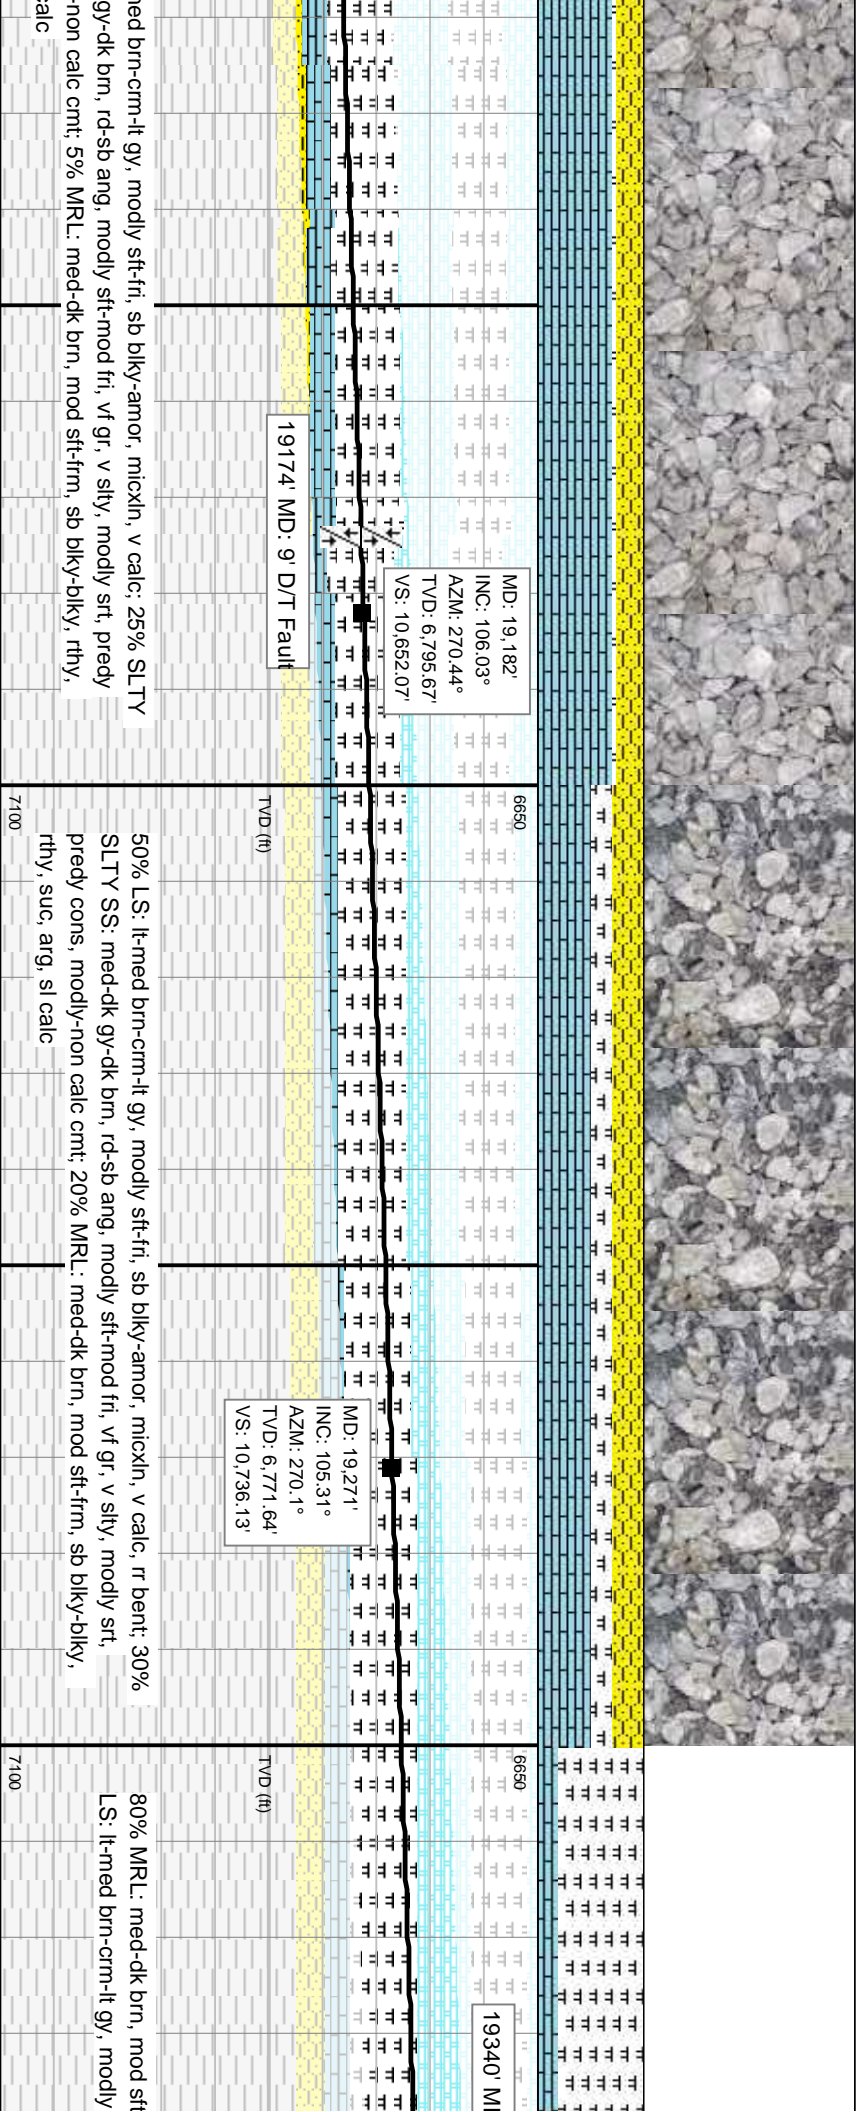 ned brn-crm-lt gy, modly sft-fri, sb blky-amor, micxln, v calc; 25% SLTY
gy-dk brn, rd-sb ang, modly sft-mod fri, vf gr, v slty, modly srt, predy
-non calc cmt; 5% MRL: med-dk brn, mod sft-frm, sb blky-blky, rthy,
calc
19174' MD: 9' D/T Fault
MD: 19,182'
INC: 106.03°
AZM: 270.44°
TVD: 6,795.67'
VS: 10,652.07'
6650
TVD (ft)
7100
50% LS: lt-med brn-crm-lt gy, modly sft-fri, sb blky-amor, micxln, v calc, rr bent; 30%
SLTY SS: med-dk gy-dk brn, rd-sb ang, modly sft-mod fri, vf gr, v slty, modly srt,
predy cons, modly-non calc cmt; 20% MRL: med-dk brn, mod sft-frm, sb blky-blky,
rthy, suc, arg, sl calc
MD: 19,271'
INC: 105.31°
AZM: 270.1°
TVD: 6,771.64'
VS: 10,736.13'
6650
TVD (ft)
7100
80% MRL: med-dk brn, mod sft
LS: lt-med brn-crm-lt gy, modly
19340' M